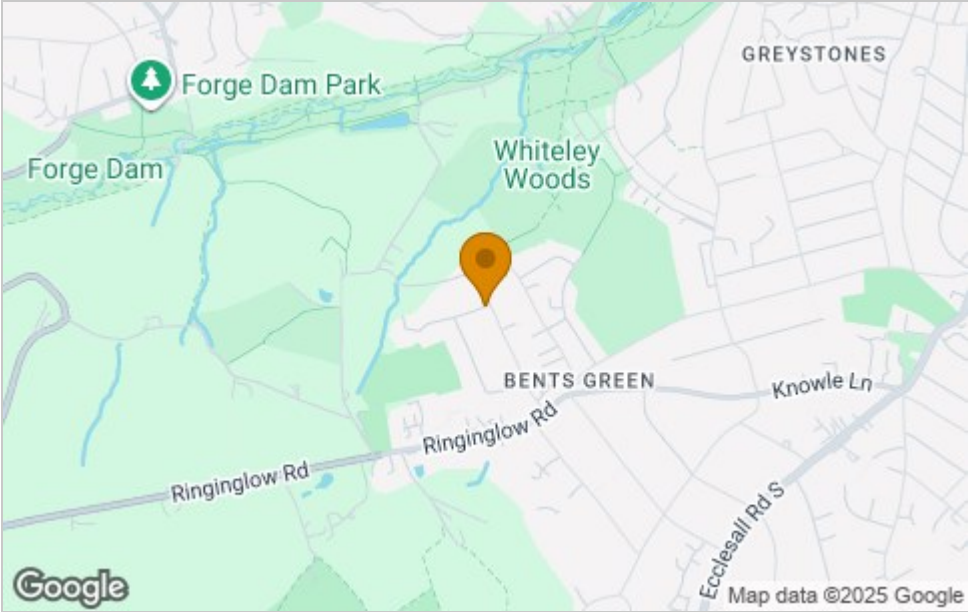 GREYSTONES
Forge Dam Park
Whiteley
Woods
Forge Dam
BENTS GREEN
Knowle Ln
Ringinglow Rd
Ringinglow Rd
Ecclesall Rd S
Google
Map data ©2025 Google